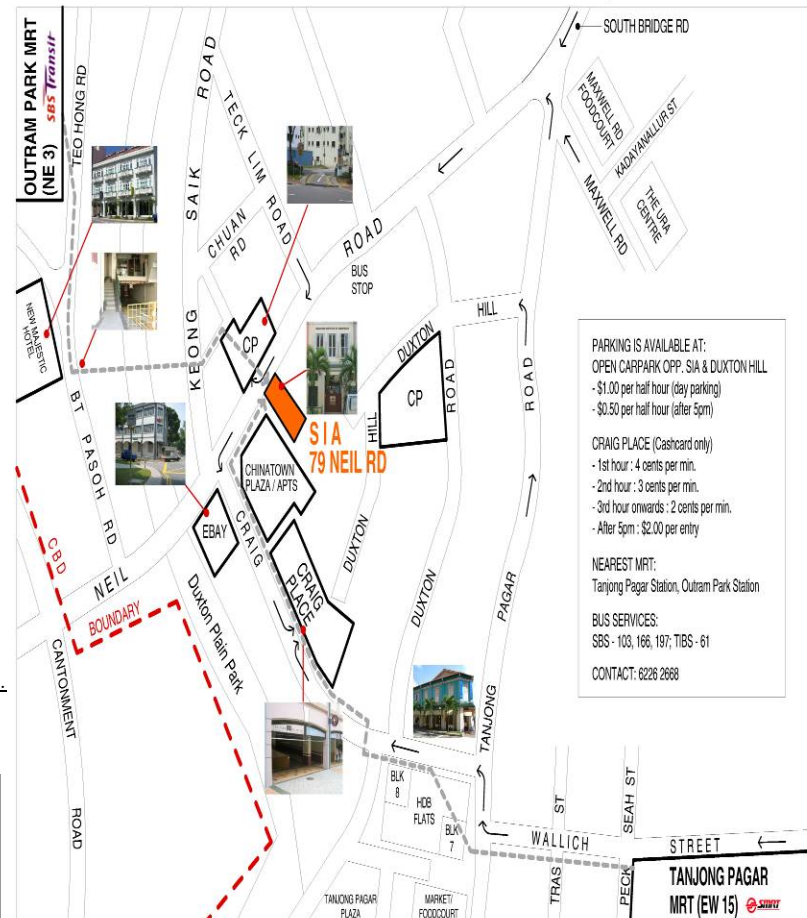 OUTRAM PARK MRT
(NE 3)
SBS Transit
TEO HONG RD
SAIK
ROAD
TECK LIM ROAD
CHUAN
RD
ROAD
BUS
STOP
SOUTH BRIDGE RD
MAXWELL RD
FOODCOURT
KADAYANALLUR ST
THE URA
CENTRE
MAXWELL RD
NEW MAJESTIC
HOTEL
KEONG
CP
DUXTON
HILL
CP
HILL
ROAD
ROAD
SIA
79 NEIL RD
BT PASOH RD
CHINATOWN
PLAZA / APTS
EBAY
CRAIG
CRAIG
PLACE
DUXTON
DUXTON
PAGAR
TANJONG
CBD
BOUNDARY
NEIL
Duxton Plain Park
CANTONMENT
ROAD
PARKING IS AVAILABLE AT:
OPEN CARPARK OPP. SIA & DUXTON HILL
- $1.00 per half hour (day parking)
- $0.50 per half hour (after 5pm)
CRAIG PLACE (Cashcard only)
- 1st hour : 4 cents per min.
- 2nd hour : 3 cents per min.
- 3rd hour onwards : 2 cents per min.
- After 5pm : $2.00 per entry
NEAREST MRT:
Tanjong Pagar Station, Outram Park Station
BUS SERVICES:
SBS - 103, 166, 197; TIBS - 61
CONTACT: 6226 2668
BLK
8
HDB
FLATS
BLK
7
WALLICH
STREET
TRAS
ST
PECK
SEAH ST
TANJONG PAGAR
PLAZA
MARKET/
FOODCOURT
TANJONG PAGAR
MRT (EW 15)
SMRT